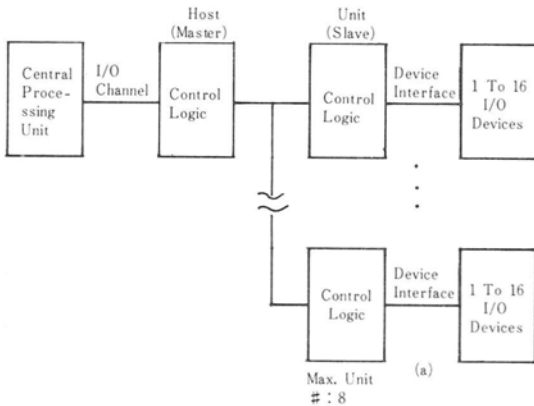 Host
(Master)
Unit
(Slave)
Central
Proce-
ssing
Unit
I/O
Channel
Control
Logic
Control
Logic
Device
Interface
1 To 16
I/O
Devices
Control
Logic
Device
Interface
1 To 16
I/O
Devices
Max. Unit
# : 8
(a)